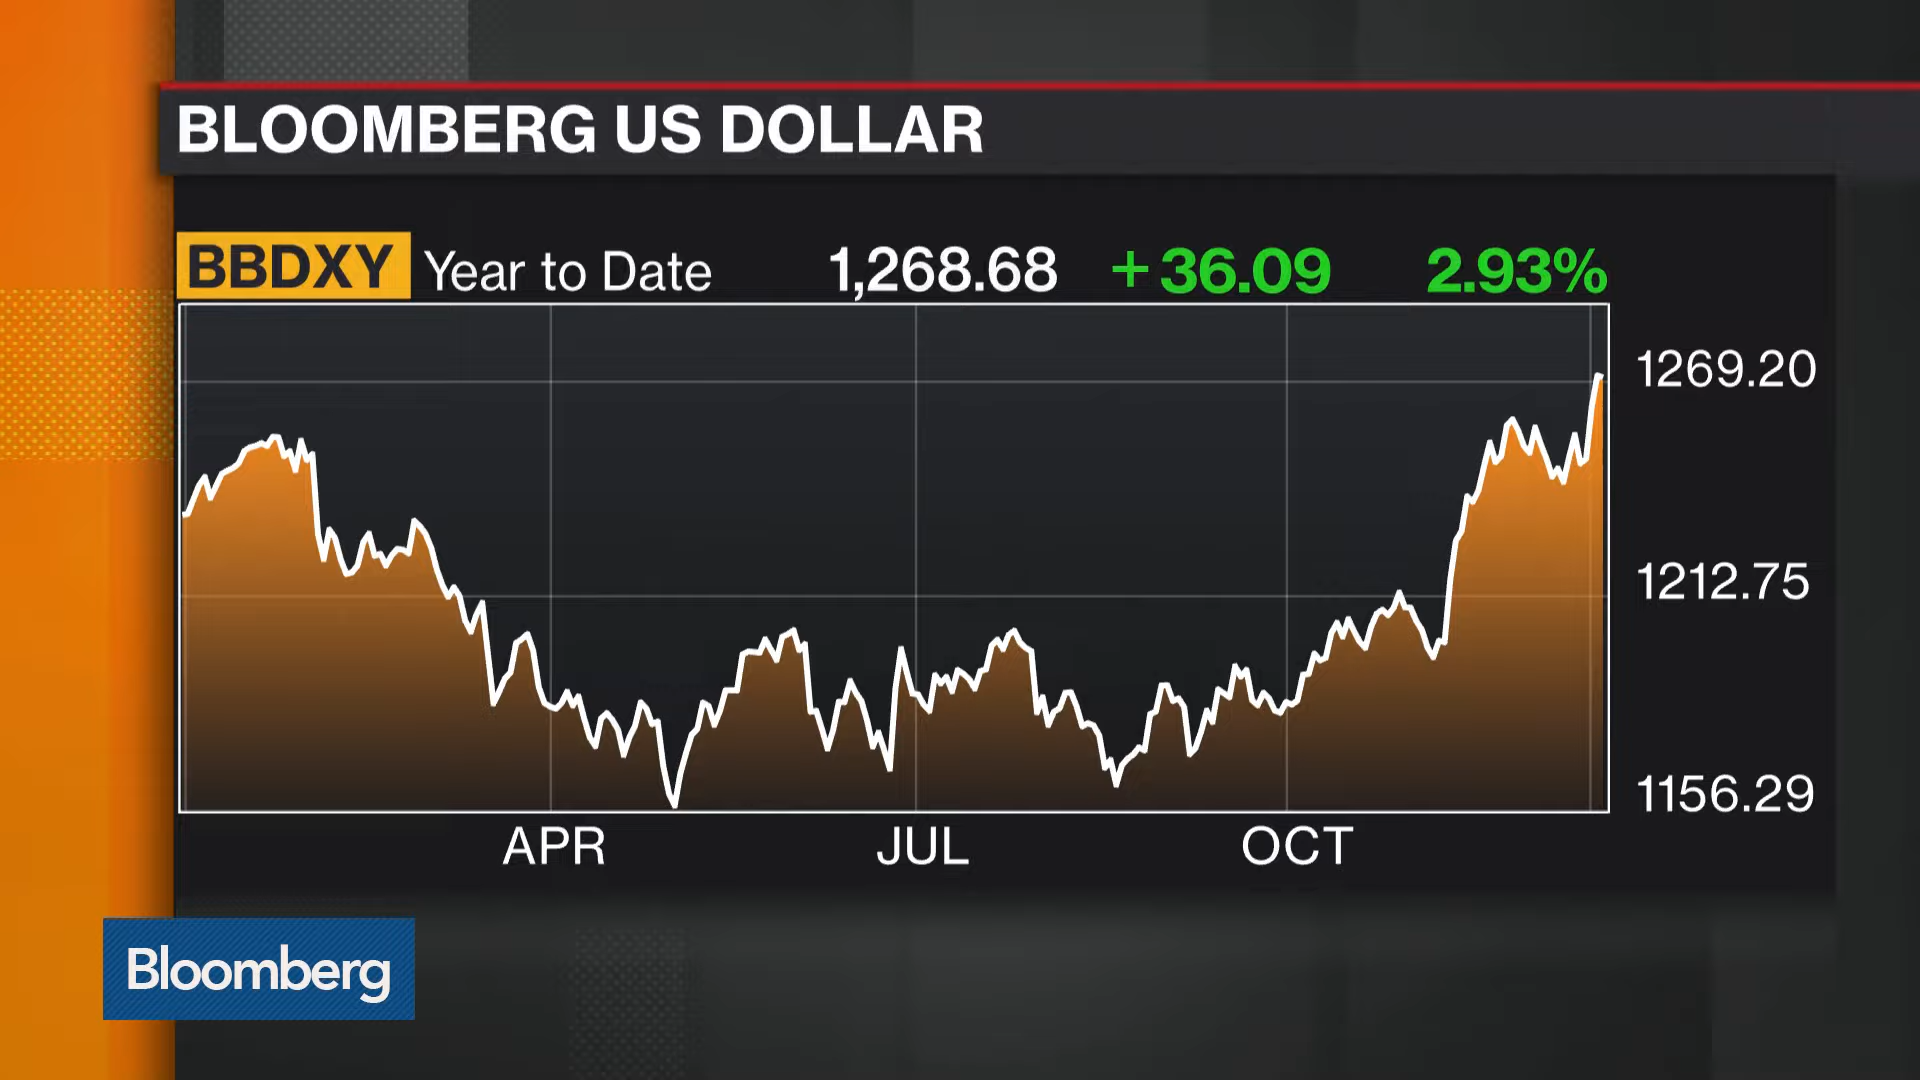 BLOOMBERG US DOLLAR
BBDXY Year to Date 1,268.68 +36.09 2.93%
1269.20
1212.75
1156.29
APR JUL OCT
Bloomberg